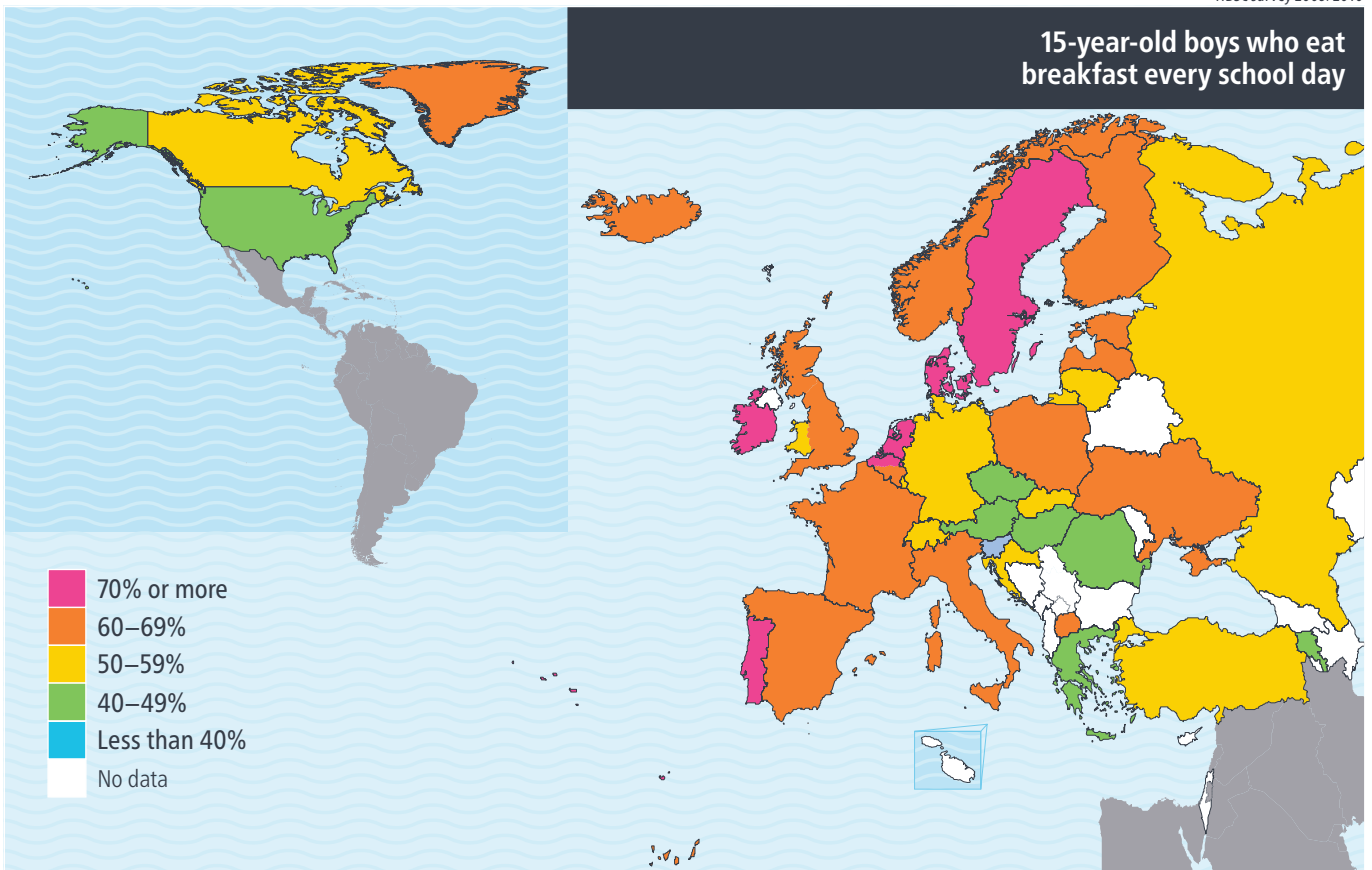 15-year-old boys who eat
breakfast every school day
70% or more
60–69%
50–59%
40–49%
Less than 40%
No data